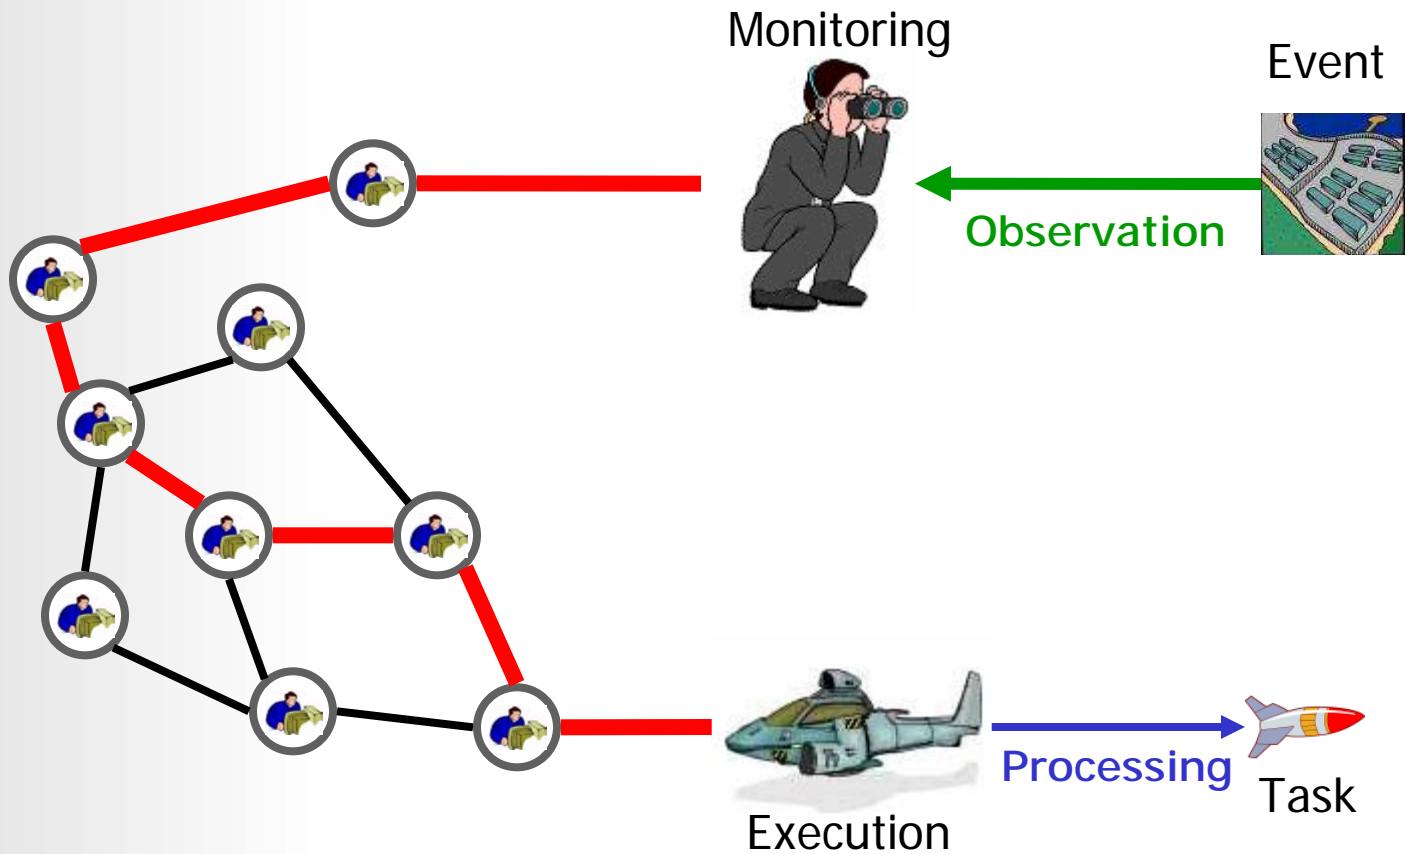 Monitoring
Event
Observation
Processing
Task
Execution